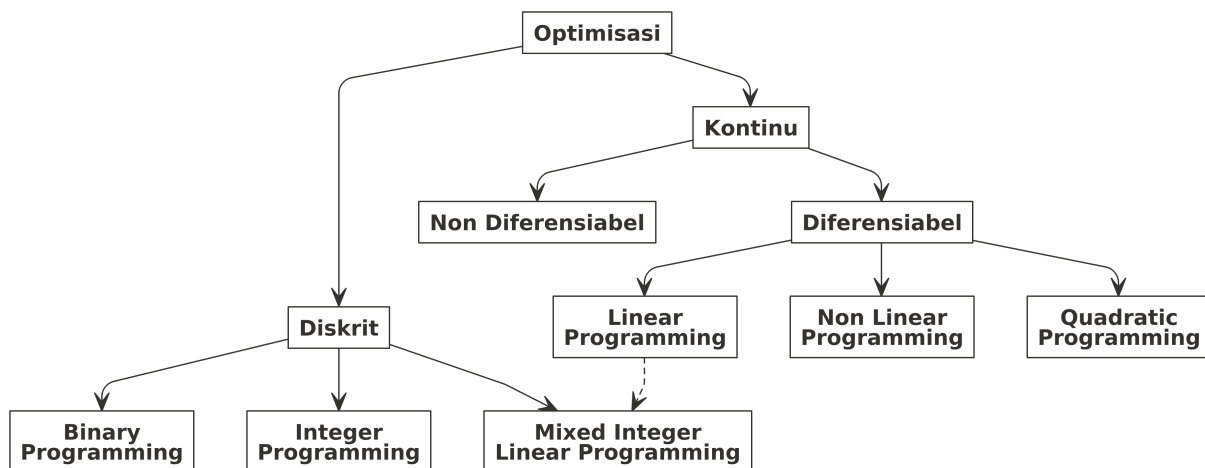 Optimisasi
Kontinu
Non Diferensiabel
Diferensiabel
Diskrit
Linear
Programming
Non Linear
Programming
Quadratic
Programming
Binary
Programming
Integer
Programming
Mixed Integer
Linear Programming